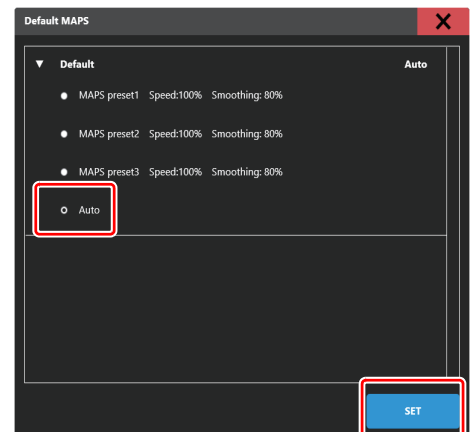 Default MAPS
Default Auto
MAPS preset1 Speed:100% Smoothing: 80%
MAPS preset2 Speed:100% Smoothing: 80%
MAPS preset3 Speed:100% Smoothing: 80%
Auto
SET